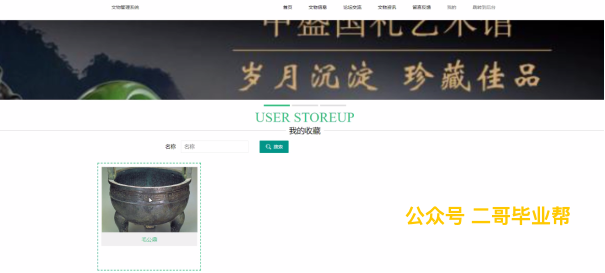 文物管理系统
首页 文物信息 论坛交流 文物资讯 留言反馈 我的 跳转到后台
中盛国礼艺术馆
岁月沉淀 珍藏佳品
USER STOREUP
我的收藏
名称 名称 搜索
毛公鼎
公众号 二哥毕业帮